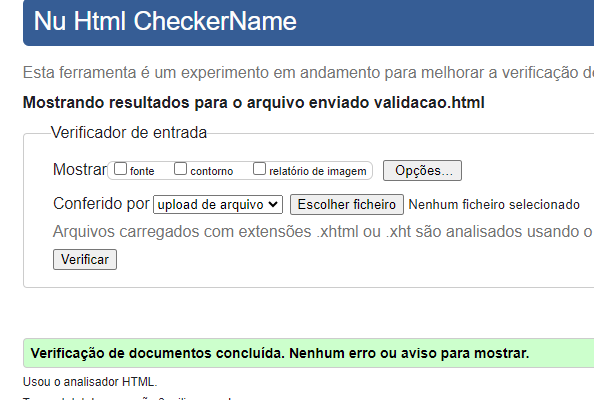 Nu Html CheckerName
Esta ferramenta é um experimento em andamento para melhorar a verificação
Mostrando resultados para o arquivo enviado validacao.html
Verificador de entrada
Mostrar fonte contorno relatório de imagem Opções...
Conferido por upload de arquivo Escolher ficheiro Nenhum ficheiro selecionado
Arquivos carregados com extensões .xhtml ou .xht são analisados usando o
Verificar
Verificação de documentos concluída. Nenhum erro ou aviso para mostrar.
Usou o analisador HTML.